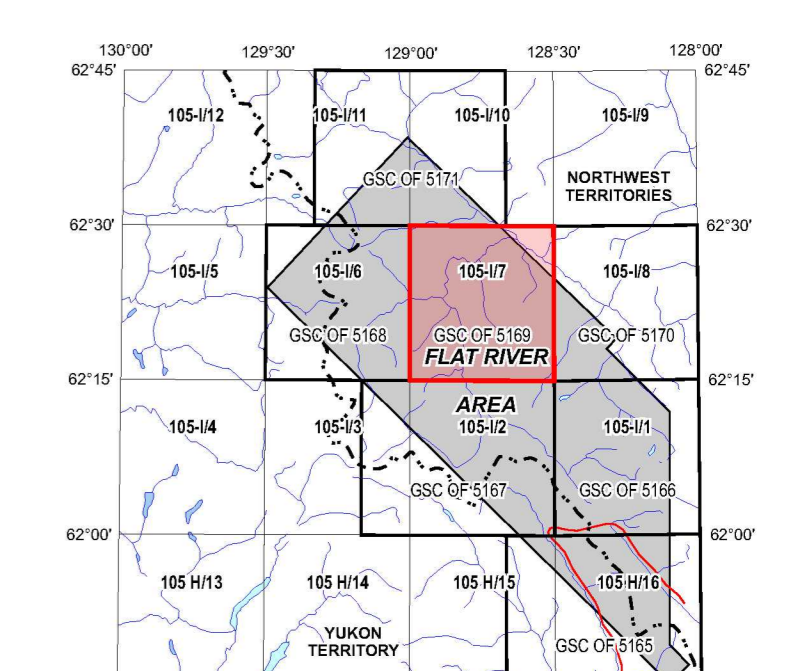 130°00'
129°30'
129°00'
128°30'
128°00'
62°45'
62°45'
105-I/12
105-I/11
105-I/10
105-I/9
GSC OF 5171
NORTHWEST
TERRITORIES
62°30'
62°30'
105-I/5
105-I/6
105-I/7
105-I/8
GSC OF 5168
GSC OF 5169
GSC OF 5170
FLAT RIVER
62°15'
62°15'
AREA
105-I/4
105-I/3
105-I/2
105-I/1
GSC OF 5167
GSC OF 5166
62°00'
62°00'
105 H/13
105 H/14
105 H/15
105 H/16
YUKON
TERRITORY
GSC OF 5165